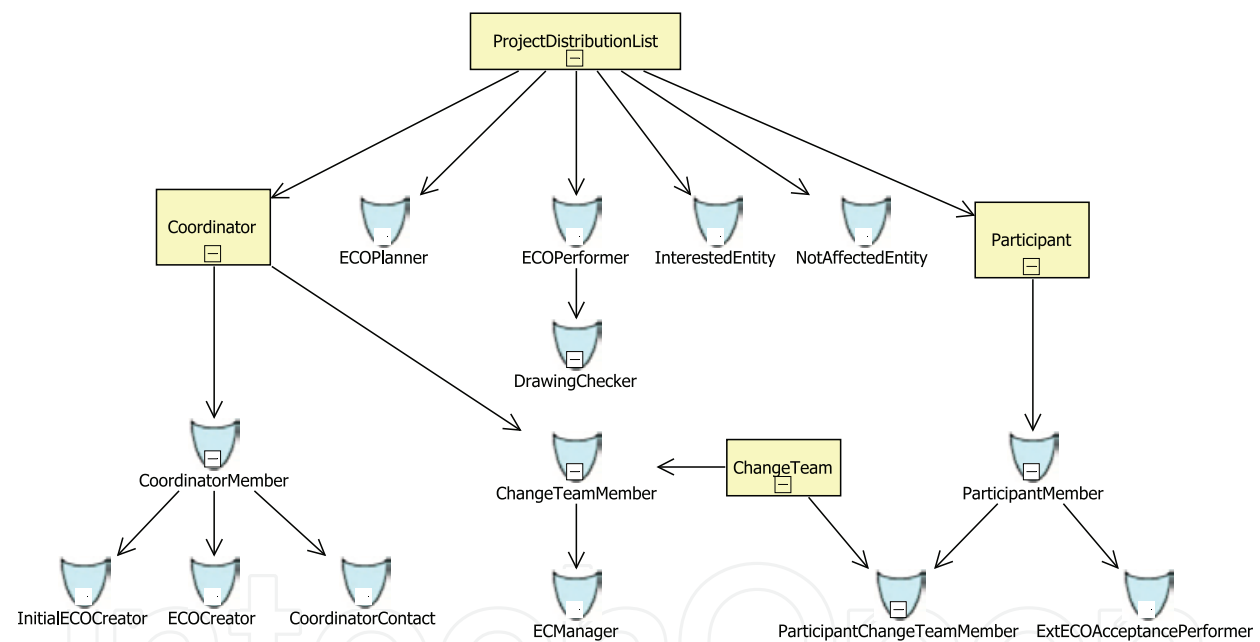 ProjectDistributionList
Coordinator
ECOPlanner
ECOPerformer
InterestedEntity
NotAffectedEntity
Participant
DrawingChecker
CoordinatorMember
ChangeTeamMember
ChangeTeam
ParticipantMember
InitialECOCreator
ECOCreator
CoordinatorContact
ECManager
ParticipantChangeTeamMember
ExtECOAcceptancePerformer